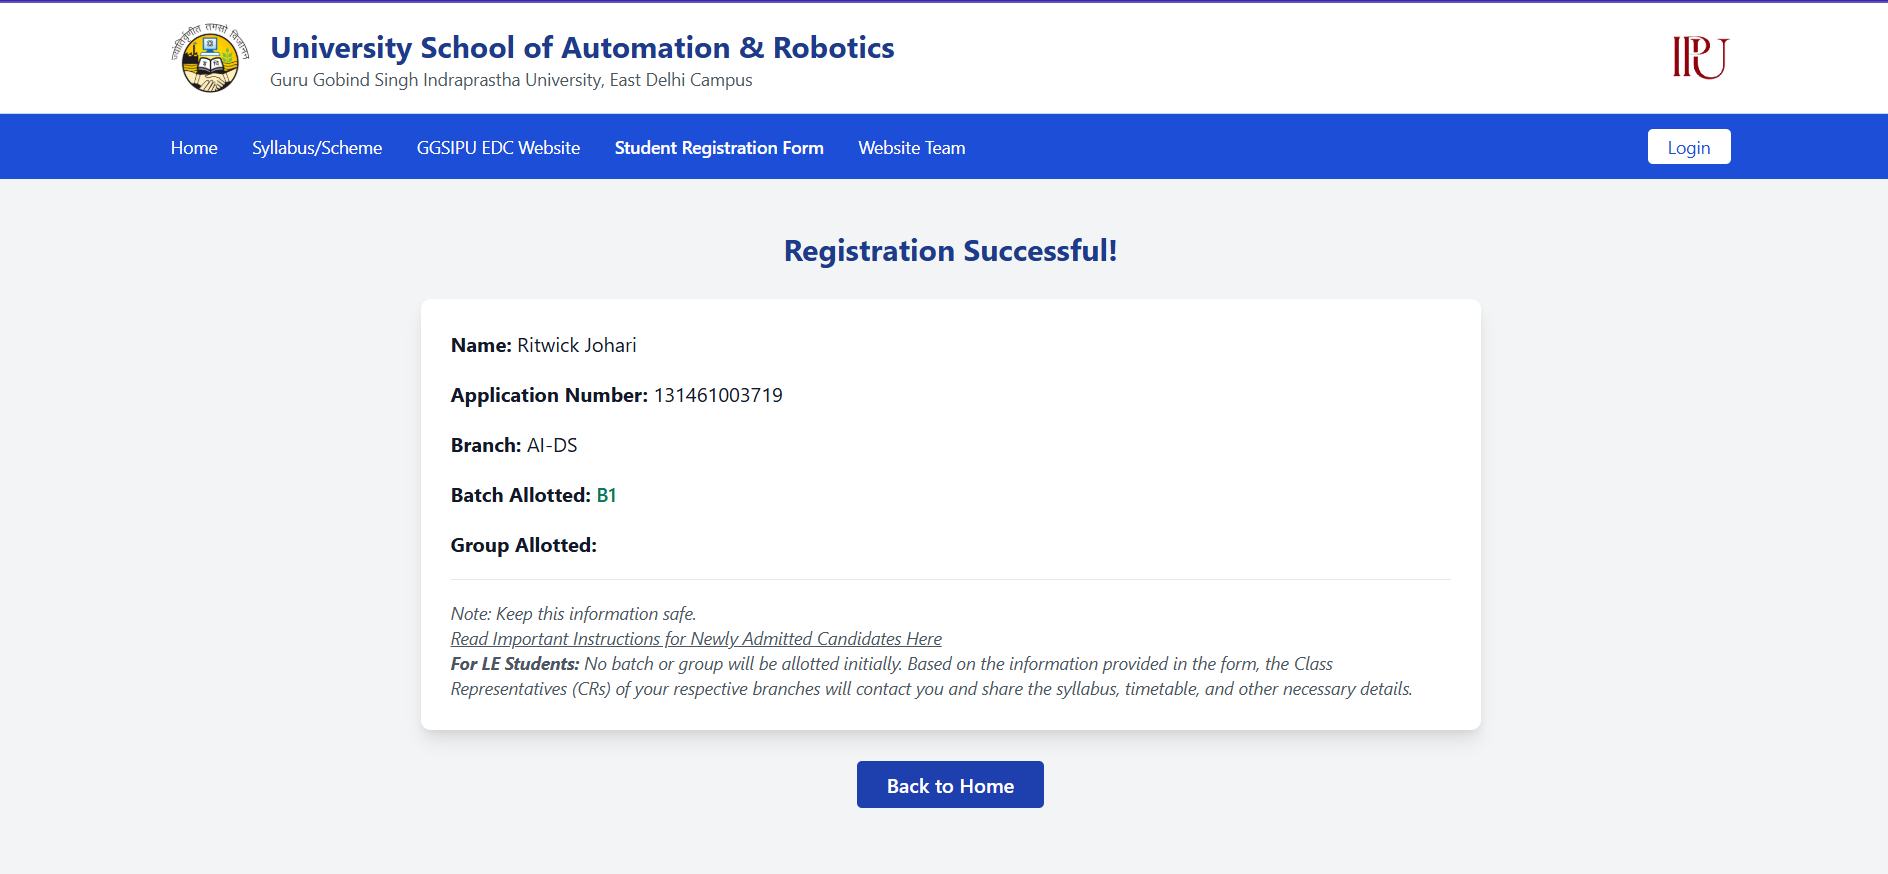 ज्योतिर्वृणीत तमसो विजानन
University School of Automation & Robotics
Guru Gobind Singh Indraprastha University, East Delhi Campus
IPU
Home Syllabus/Scheme GGSIPU EDC Website Student Registration Form Website Team Login
Registration Successful!
Name: Ritwick Johari
Application Number: 131461003719
Branch: AI-DS
Batch Allotted: B1
Group Allotted:
Note: Keep this information safe.
Read Important Instructions for Newly Admitted Candidates Here
For LE Students: No batch or group will be allotted initially. Based on the information provided in the form, the Class
Representatives (CRs) of your respective branches will contact you and share the syllabus, timetable, and other necessary details.
Back to Home